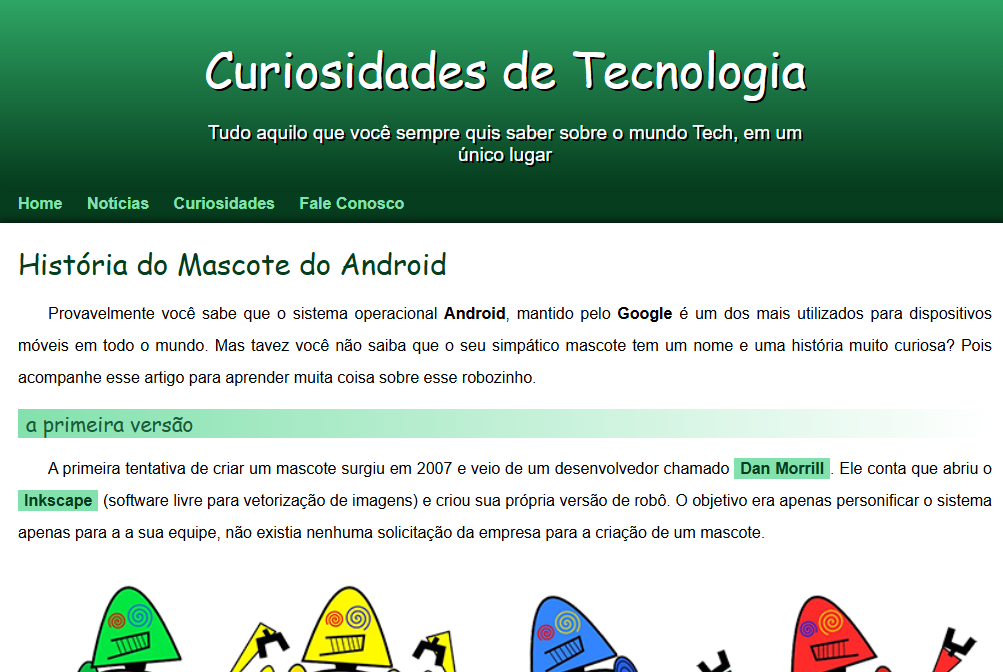 Curiosidades de Tecnologia
Tudo aquilo que você sempre quis saber sobre o mundo Tech, em um
único lugar
Home Notícias Curiosidades Fale Conosco
História do Mascote do Android
Provavelmente você sabe que o sistema operacional Android, mantido pelo Google é um dos mais utilizados para dispositivos
móveis em todo o mundo. Mas tavez você não saiba que o seu simpático mascote tem um nome e uma história muito curiosa? Pois
acompanhe esse artigo para aprender muita coisa sobre esse robozinho.
a primeira versão
A primeira tentativa de criar um mascote surgiu em 2007 e veio de um desenvolvedor chamado Dan Morrill . Ele conta que abriu o
Inkscape (software livre para vetorização de imagens) e criou sua própria versão de robô. O objetivo era apenas personificar o sistema
apenas para a a sua equipe, não existia nenhuma solicitação da empresa para a criação de um mascote.